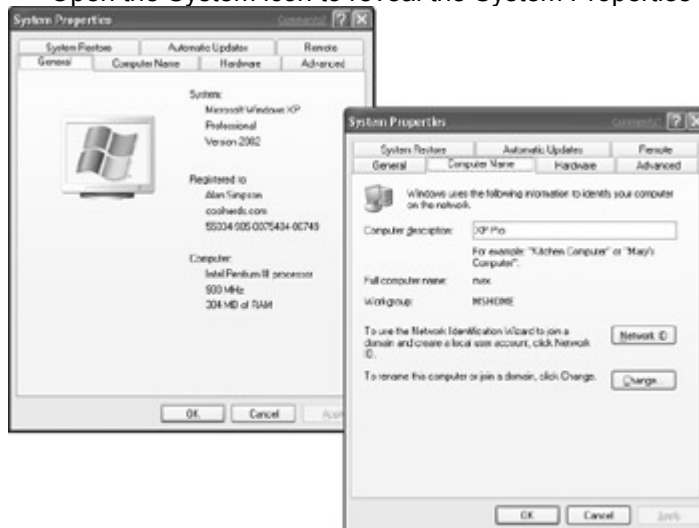 Open the System icon to reveal the System Properties
System Properties
Comments?
System Restore Automatic Updates Remote
General Computer Name Hardware Advanced
System:
Microsoft Windows XP
Professional
Version 2002
Registered to:
Alan Simpson
coolnerds.com
Computer:
Intel Pentium III processor
RAM
OK Cancel Apply
System Properties
Comments?
System Restore Automatic Updates Remote
General Computer Name Hardware Advanced
Windows uses the following information to identify your computer
on the network.
Computer description: XP Pro
For example: "Kitchen Computer" or "Mary's
Computer".
Full computer name: max
Workgroup: MSHOME
To use the Network Identification Wizard to join a
domain and create a local user account, click Network
ID.
Network ID
To rename this computer or join a domain, click Change.
Change...
OK Cancel Apply